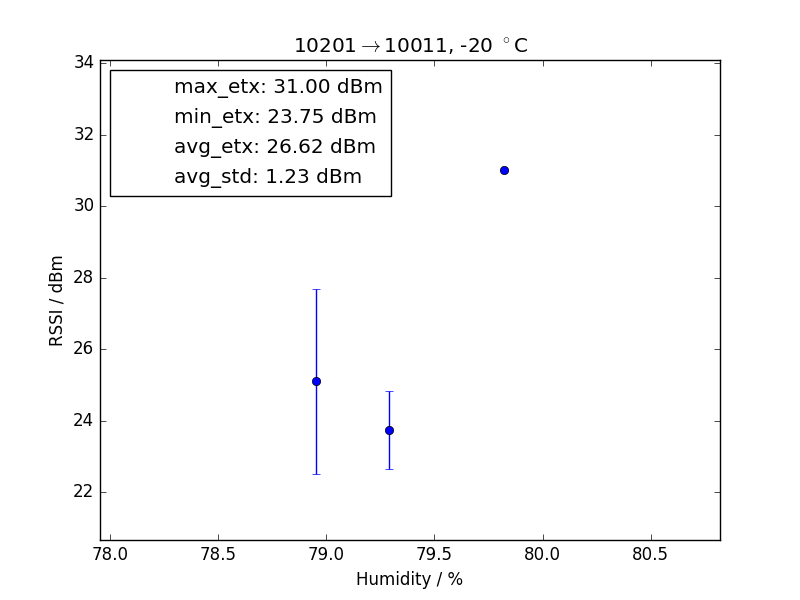 10201→10011, -20 °C
max_etx: 31.00 dBm
min_etx: 23.75 dBm
avg_etx: 26.62 dBm
avg_std: 1.23 dBm
RSSI / dBm
34
32
30
28
26
24
22
78.0 78.5 79.0 79.5 80.0 80.5
Humidity / %